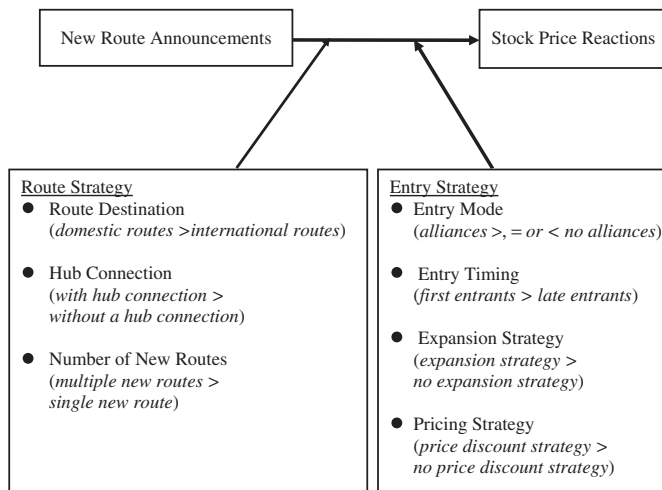 New Route Announcements
Stock Price Reactions
Route Strategy
● Route Destination
(domestic routes >international routes)
● Hub Connection
(with hub connection >
without a hub connection)
● Number of New Routes
(multiple new routes >
single new route)
Entry Strategy
● Entry Mode
(alliances >, = or < no alliances)
● Entry Timing
(first entrants > late entrants)
● Expansion Strategy
(expansion strategy >
no expansion strategy)
● Pricing Strategy
(price discount strategy >
no price discount strategy)